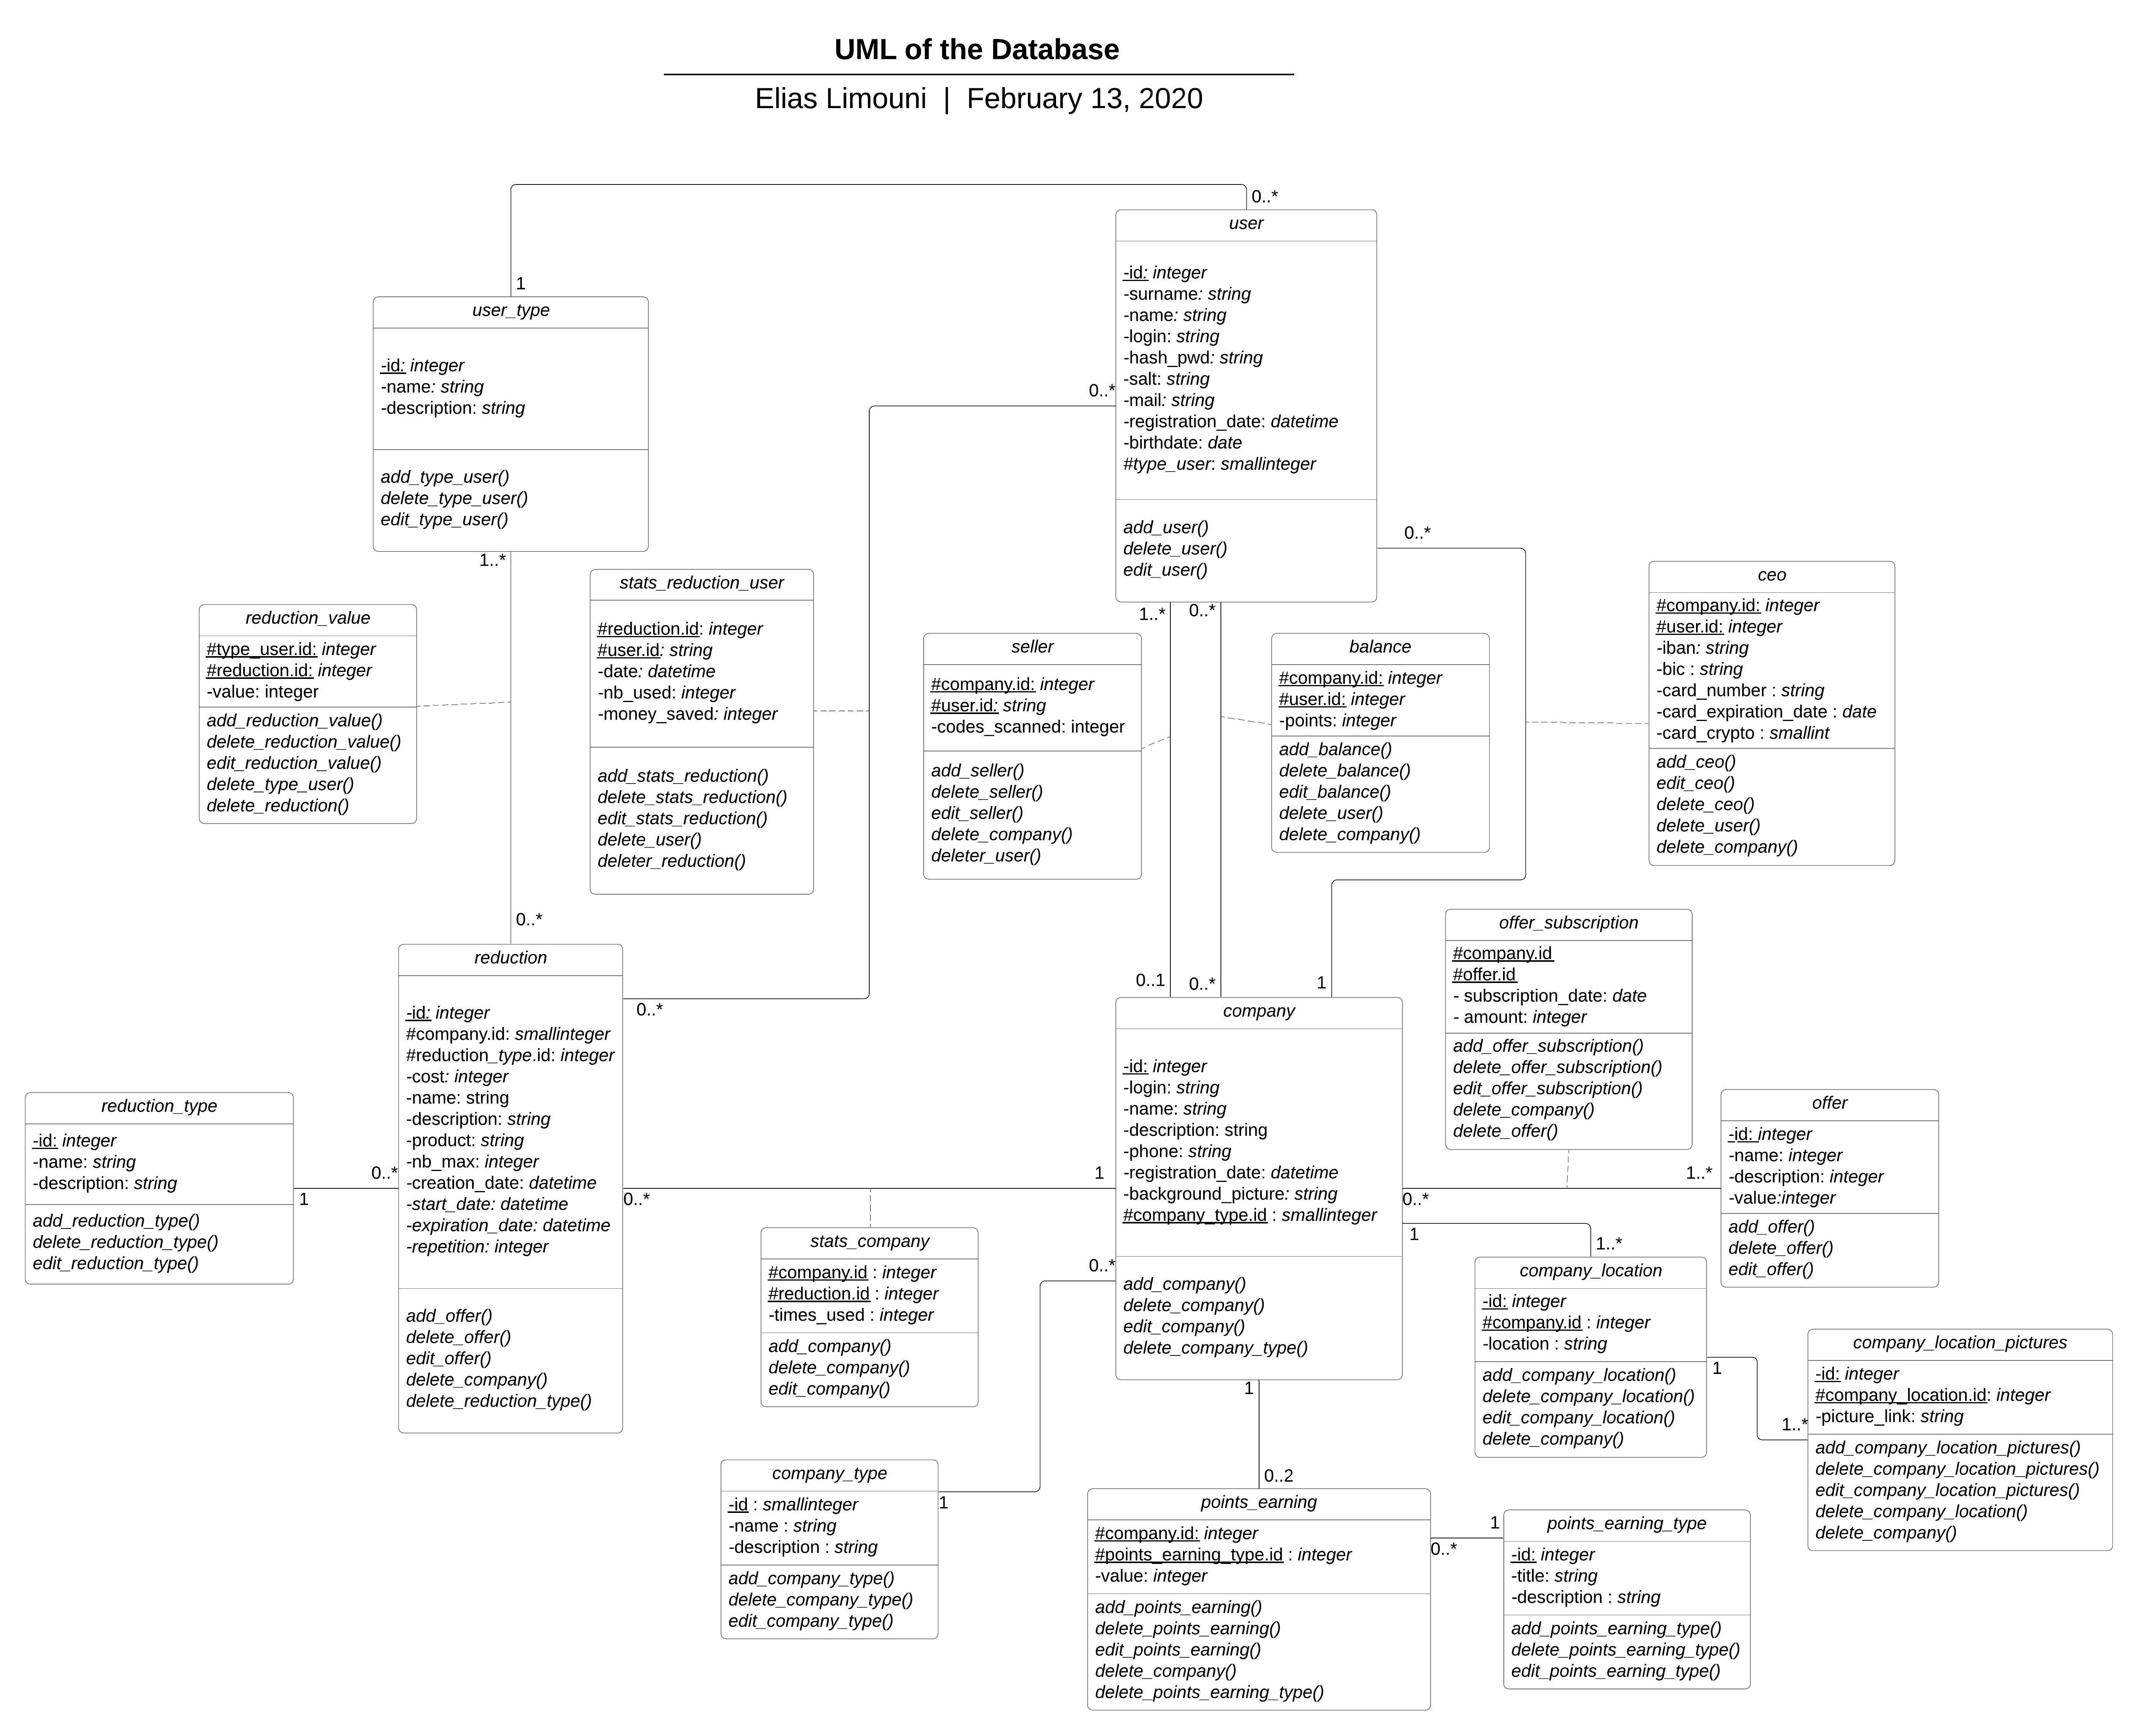 UML of the Database
Elias Limouni | February 13, 2020
0..*
user
-id: integer
-surname: string
-name: string
-login: string
-hash_pwd: string
-salt: string
-mail: string
-registration_date: datetime
-birthdate: date
#type_user: smallinteger
add_user()
delete_user()
edit_user()
1
user_type
-id: integer
-name: string
-description: string
add_type_user()
delete_type_user()
edit_type_user()
0..*
0..*
1..*
1..*
0..*
reduction_value
#type_user.id: integer
#reduction.id: integer
-value: integer
add_reduction_value()
delete_reduction_value()
edit_reduction_value()
delete_type_user()
delete_reduction()
stats_reduction_user
#reduction.id: integer
#user.id: string
-date: datetime
-nb_used: integer
-money_saved: integer
add_stats_reduction()
delete_stats_reduction()
edit_stats_reduction()
delete_user()
deleter_reduction()
seller
#company.id: integer
#user.id: string
-codes_scanned: integer
add_seller()
delete_seller()
edit_seller()
delete_company()
deleter_user()
balance
#company.id: integer
#user.id: integer
-points: integer
add_balance()
delete_balance()
edit_balance()
delete_user()
delete_company()
ceo
#company.id: integer
#user.id: integer
-iban: string
-bic : string
-card_number : string
-card_expiration_date : date
-card_crypto : smallint
add_ceo()
edit_ceo()
delete_ceo()
delete_user()
delete_company()
0..*
0..*
0..1
0..*
1
reduction
-id: integer
#company.id: smallinteger
#reduction_type.id: integer
-cost: integer
-name: string
-description: string
-product: string
-nb_max: integer
-creation_date: datetime
-start_date: datetime
-expiration_date: datetime
-repetition: integer
add_offer()
delete_offer()
edit_offer()
delete_company()
delete_reduction_type()
company
-id: integer
-login: string
-name: string
-description: string
-phone: string
-registration_date: datetime
-background_picture: string
#company_type.id : smallinteger
add_company()
delete_company()
edit_company()
delete_company_type()
offer_subscription
#company.id
#offer.id
- subscription_date: date
- amount: integer
add_offer_subscription()
delete_offer_subscription()
edit_offer_subscription()
delete_company()
delete_offer()
offer
-id: integer
-name: integer
-description: integer
-value:integer
add_offer()
delete_offer()
edit_offer()
reduction_type
-id: integer
-name: string
-description: string
add_reduction_type()
delete_reduction_type()
edit_reduction_type()
1
0..*
0..*
1
0..*
1..*
1
1..*
stats_company
#company.id : integer
#reduction.id : integer
-times_used : integer
add_company()
delete_company()
edit_company()
0..*
company_location
-id: integer
#company.id : integer
-location : string
add_company_location()
delete_company_location()
edit_company_location()
delete_company()
1
1..*
company_location_pictures
-id: integer
#company_location.id: integer
-picture_link: string
add_company_location_pictures()
delete_company_location_pictures()
edit_company_location_pictures()
delete_company_location()
delete_company()
company_type
-id : smallinteger
-name : string
-description : string
add_company_type()
delete_company_type()
edit_company_type()
1
1
0..2
points_earning
#company.id: integer
#points_earning_type.id : integer
-value: integer
add_points_earning()
delete_points_earning()
edit_points_earning()
delete_company()
delete_points_earning_type()
0..*
1
points_earning_type
-id: integer
-title: string
-description : string
add_points_earning_type()
delete_points_earning_type()
edit_points_earning_type()